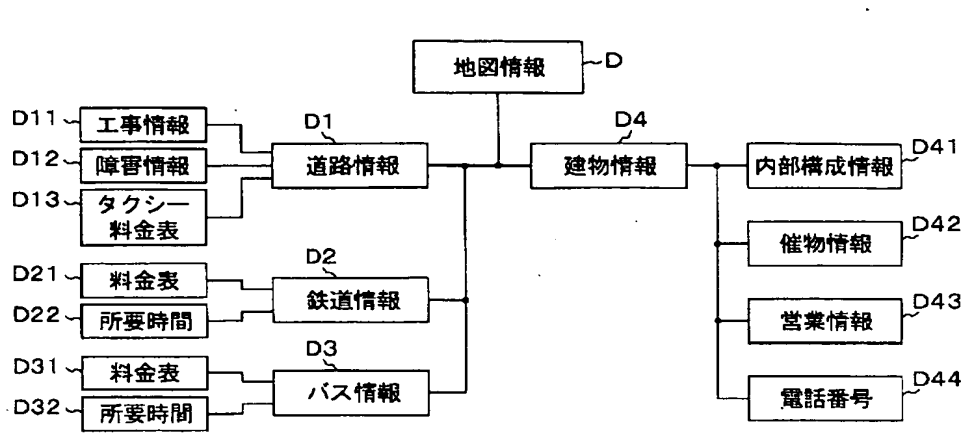 地図情報
D
D11
工事情報
D12
障害情報
D13
タクシー
料金表
D1
道路情報
D4
建物情報
D41
内部構成情報
D42
催物情報
D43
営業情報
D44
電話番号
D21
料金表
D22
所要時間
D2
鉄道情報
D31
料金表
D32
所要時間
D3
バス情報